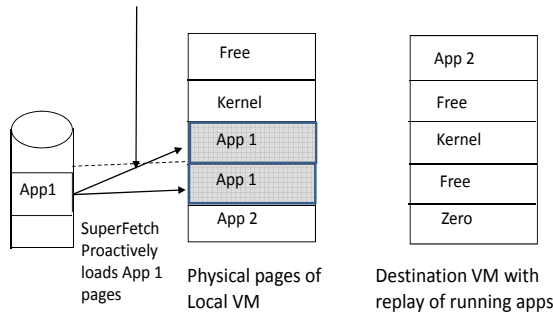 Free
Kernel
App 1
App 1
App 2
App 2
Free
Kernel
Free
Zero
App1
SuperFetch
Proactively
loads App 1
pages
Physical pages of
Local VM
Destination VM with
replay of running apps